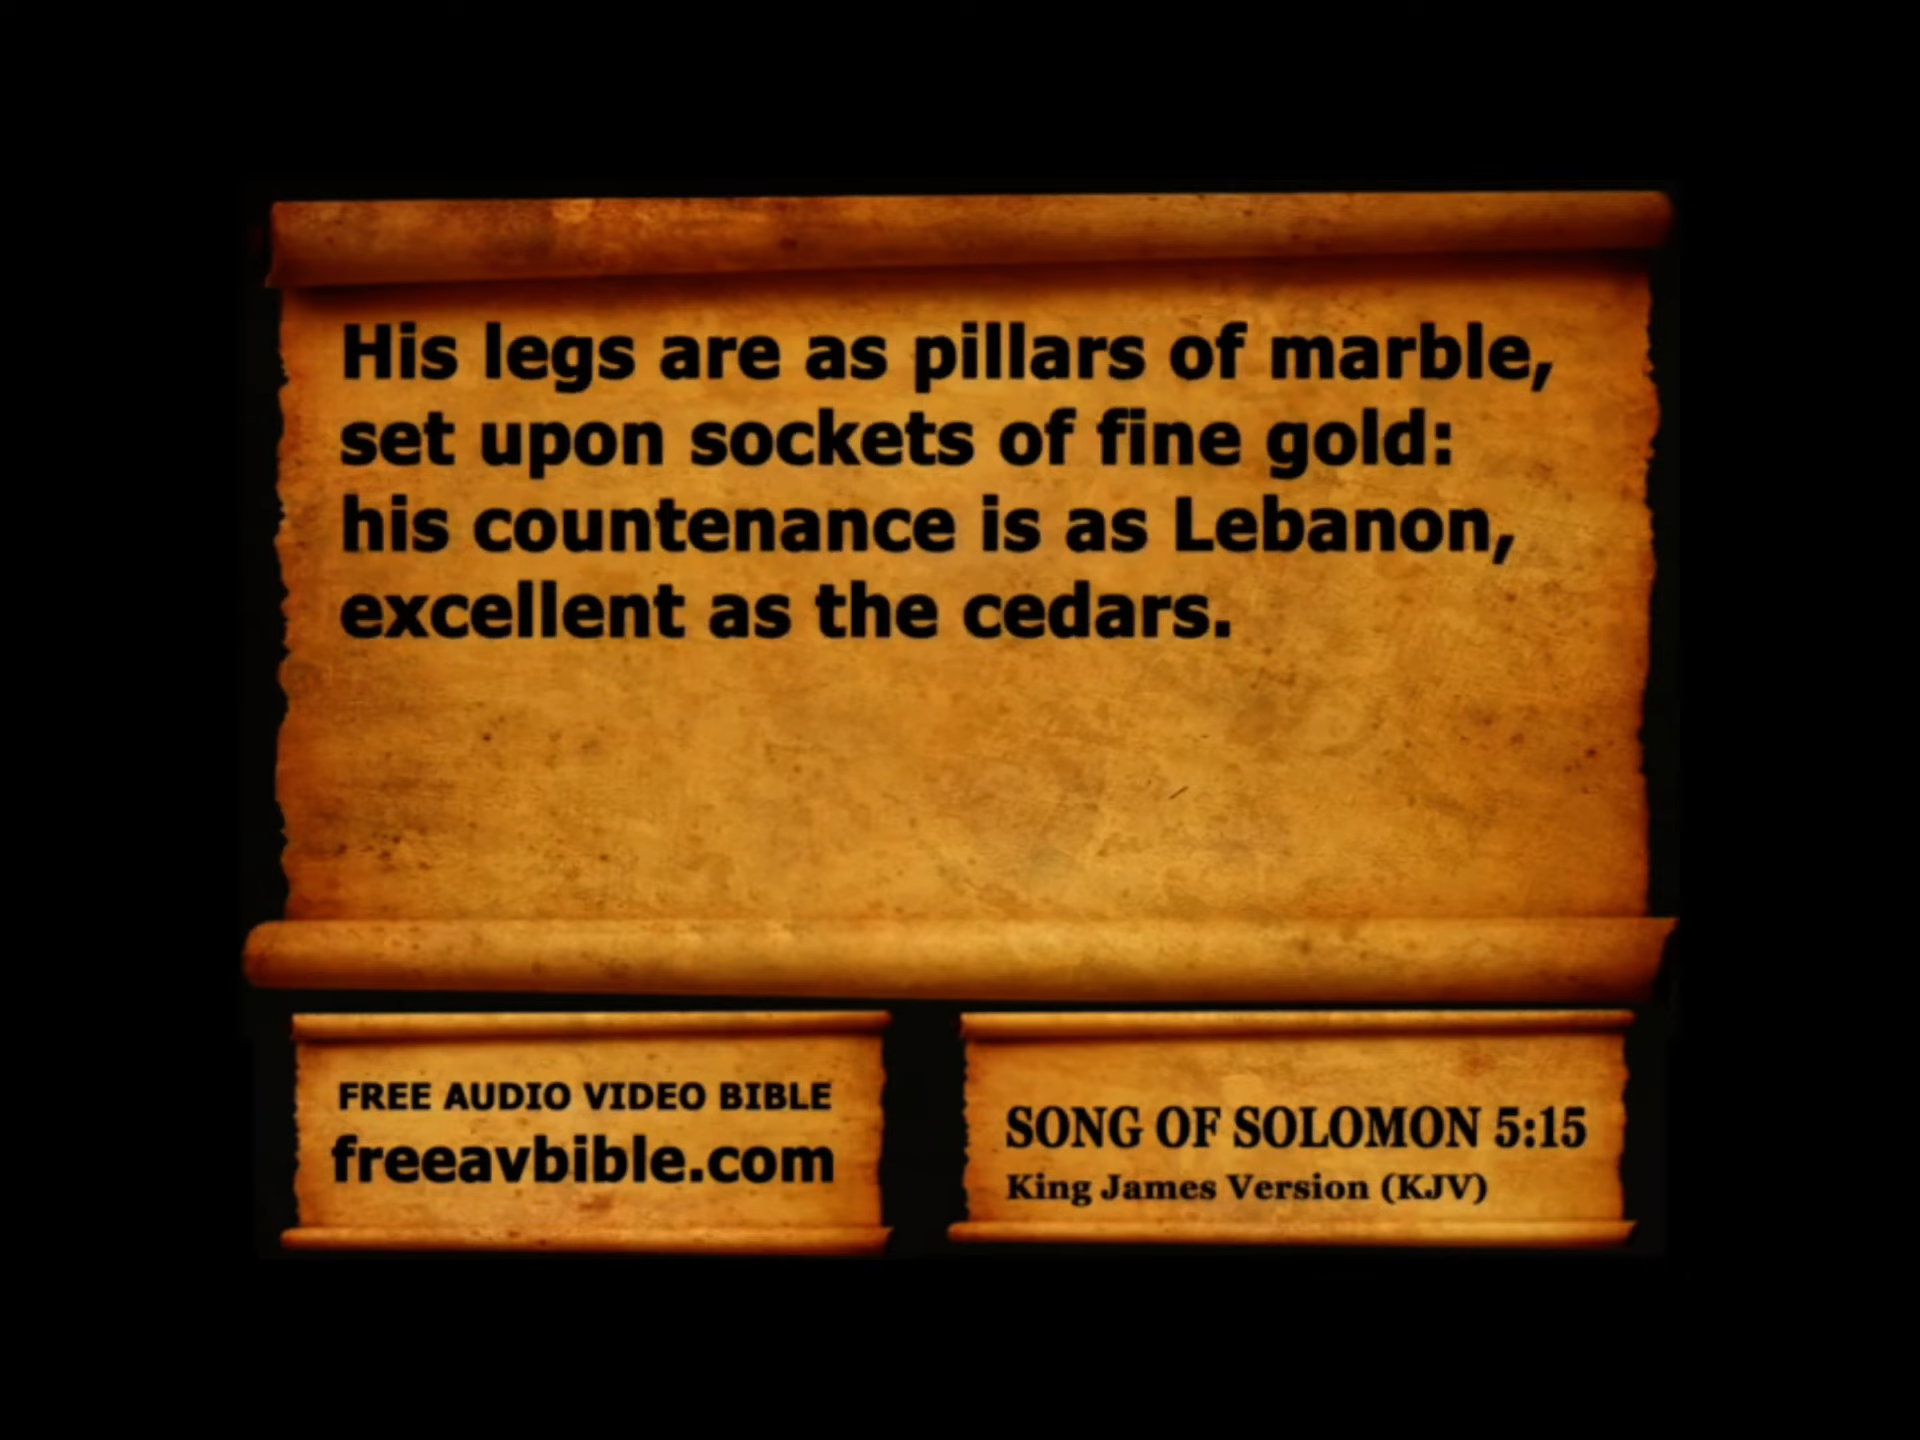 His legs are as pillars of marble,
set upon sockets of fine gold:
his countenance is as Lebanon,
excellent as the cedars.
FREE AUDIO VIDEO BIBLE
freeavbible.com
SONG OF SOLOMON 5:15
King James Version (KJV)